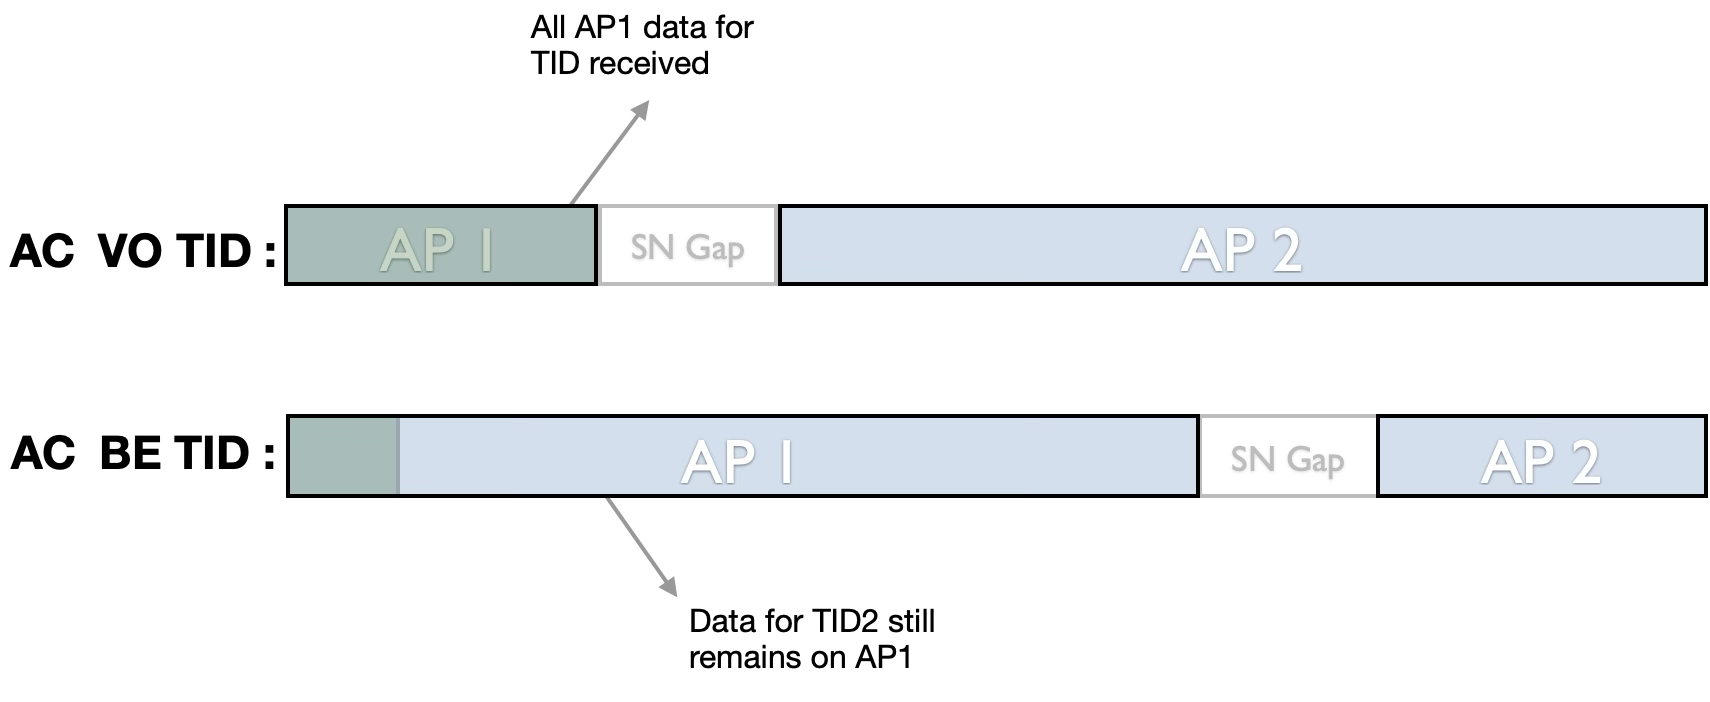 All AP1 data for
TID received
AC VO TID :
AP 1
SN Gap
AP 2
AC BE TID :
AP 1
SN Gap
AP 2
Data for TID2 still
remains on AP1